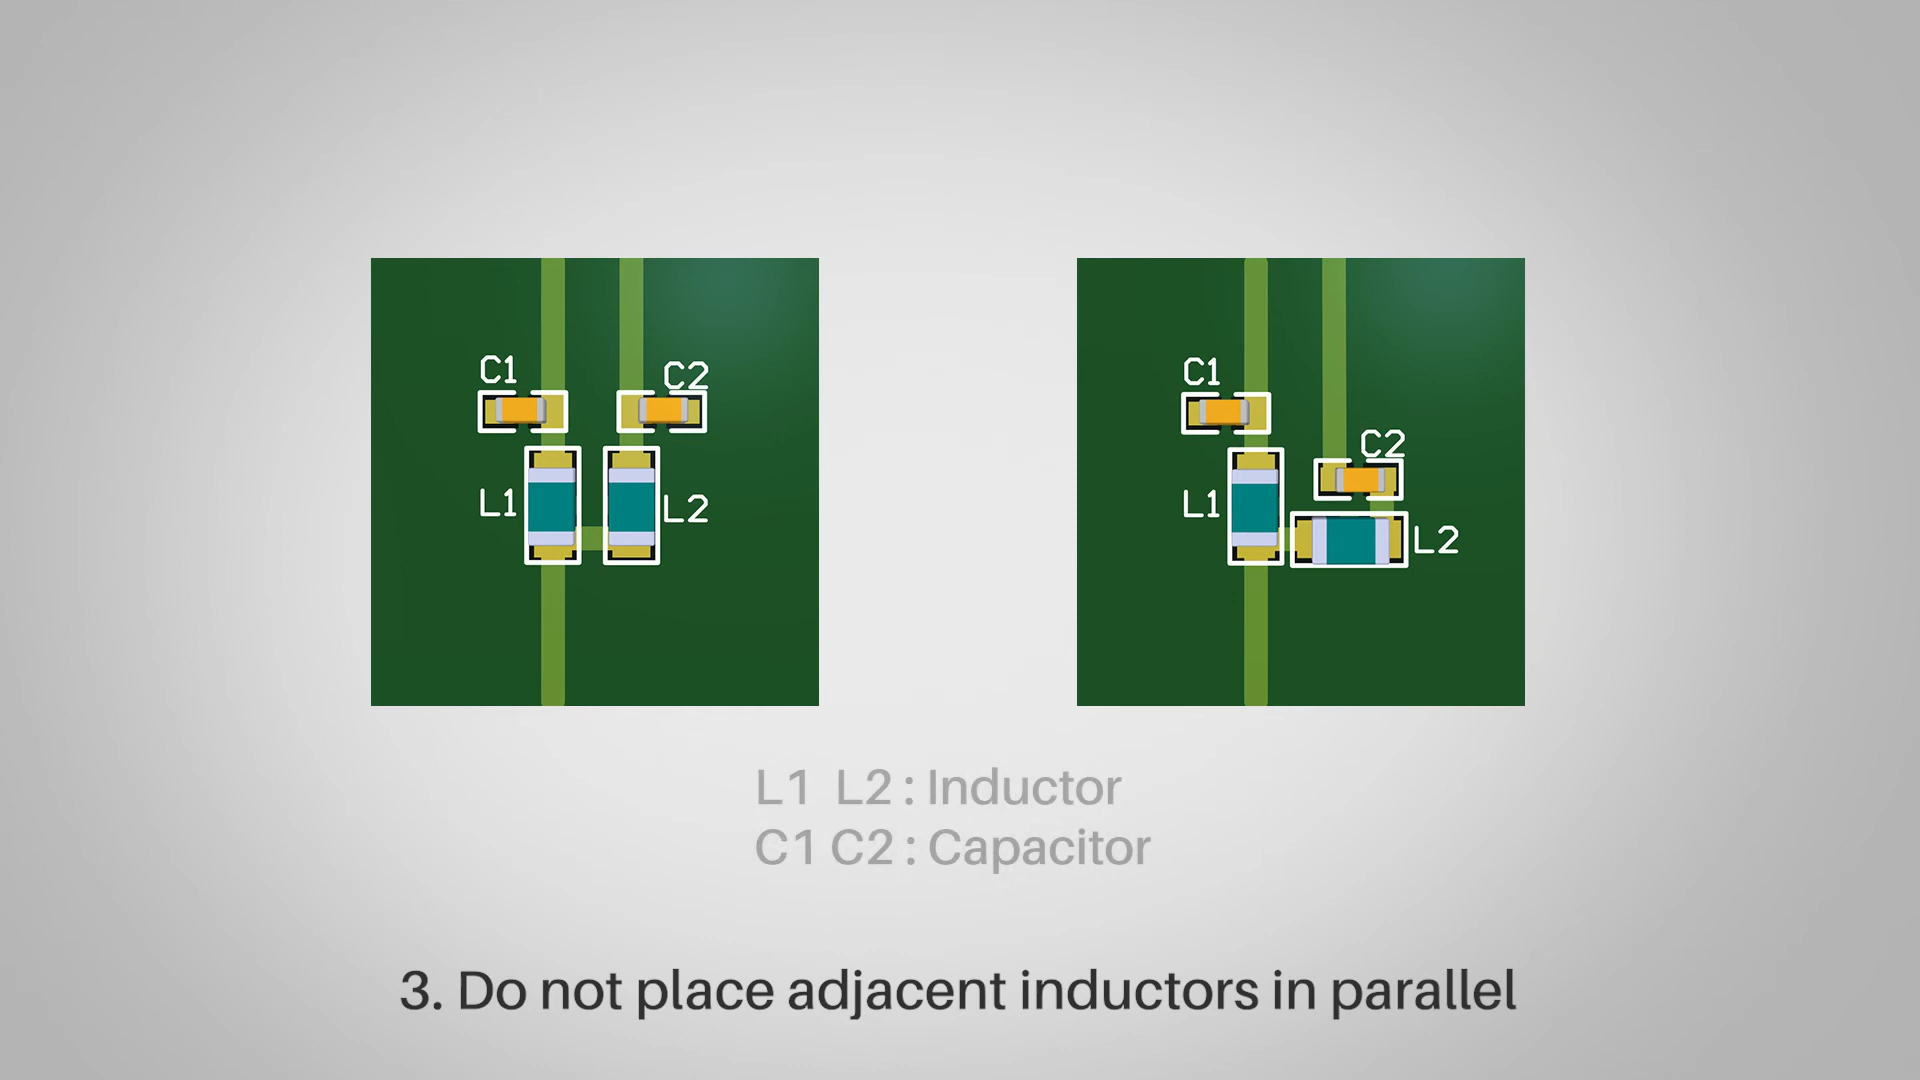 C1
C2
L1
L2
C1
C2
L1
L2
L1 L2 : Inductor
C1 C2 : Capacitor
3. Do not place adjacent inductors in parallel